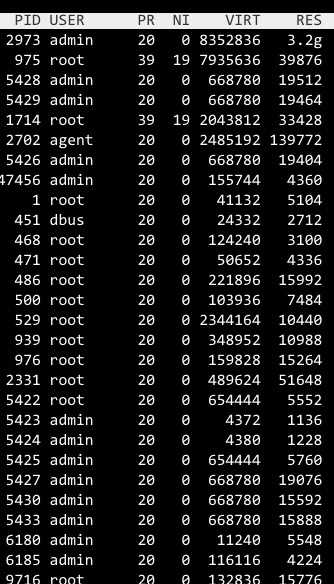 PID USER PR NI VIRT RES
2973 admin 20 0 8352836 3.2g
975 root 39 19 7935636 39876
5428 admin 20 0 668780 19512
5429 admin 20 0 668780 19464
1714 root 39 19 2043812 33428
2702 agent 20 0 2485192 139772
5426 admin 20 0 668780 19404
47456 admin 20 0 155744 4360
1 root 20 0 41132 5104
451 dbus 20 0 24332 2712
468 root 20 0 124240 3100
471 root 20 0 50652 4336
486 root 20 0 221896 15992
500 root 20 0 103936 7484
529 root 20 0 2344164 10440
939 root 20 0 348952 10988
976 root 20 0 159828 15264
2331 root 20 0 489624 51648
5422 root 20 0 654444 5552
5423 admin 20 0 4372 1136
5424 admin 20 0 4380 1228
5425 admin 20 0 654444 5760
5427 admin 20 0 668780 19076
5430 admin 20 0 668780 15592
5433 admin 20 0 668780 15888
6180 admin 20 0 11240 5548
6185 admin 20 0 116116 4224
9716 root 20 0 132836 15776